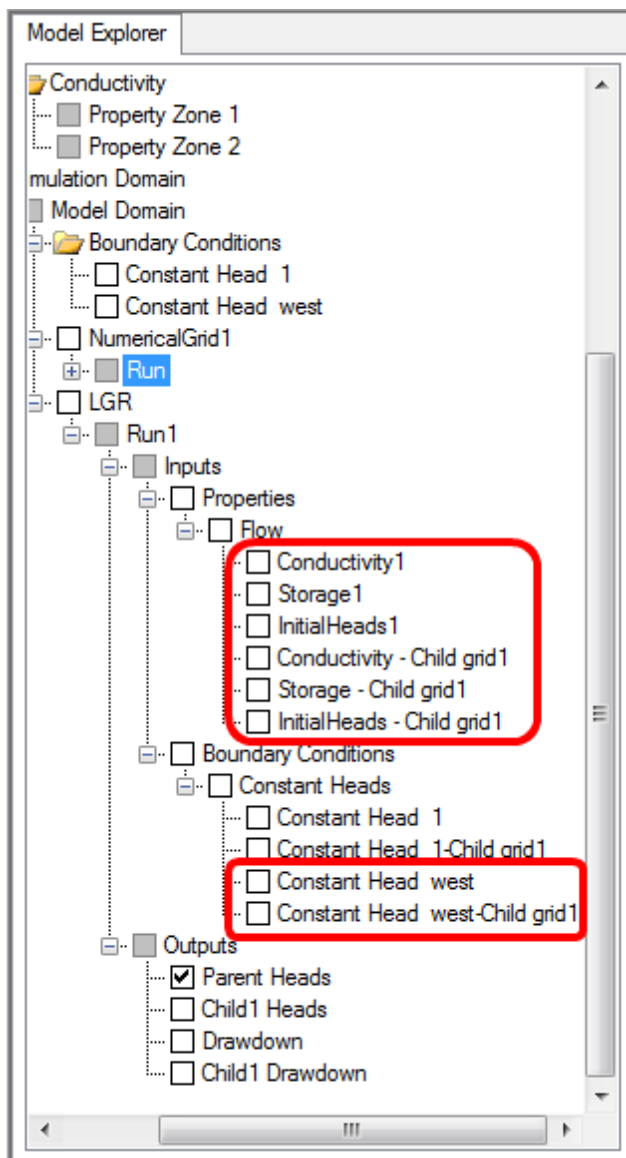 Model Explorer
Conductivity
Property Zone 1
Property Zone 2
mulation Domain
Model Domain
Boundary Conditions
Constant Head 1
Constant Head west
NumericalGrid1
Run
LGR
Run1
Inputs
Properties
Flow
Conductivity1
Storage1
InitialHeads1
Conductivity - Child grid1
Storage - Child grid1
InitialHeads - Child grid1
Boundary Conditions
Constant Heads
Constant Head 1
Constant Head 1-Child grid1
Constant Head west
Constant Head west-Child grid1
Outputs
Parent Heads
Child1 Heads
Drawdown
Child1 Drawdown